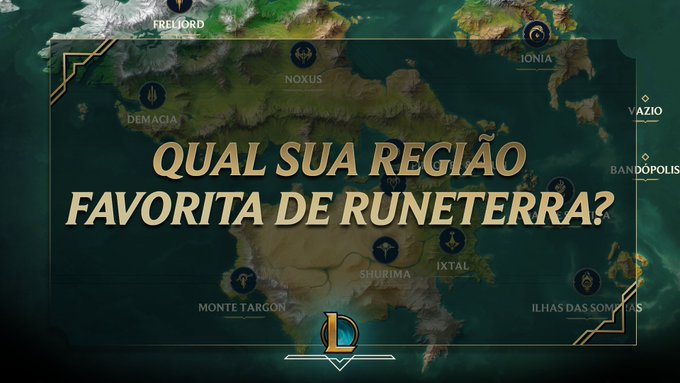 FRELJORD
IONIA
NOXUS
VAZIO
DEMACIA
QUAL SUA REGIÃO
BANDÓPOLIS
FAVORITA DE RUNETERRA?
IXTAL
SHURIMA
MONTE TARGON
ILHAS DAS SOMBRAS
L